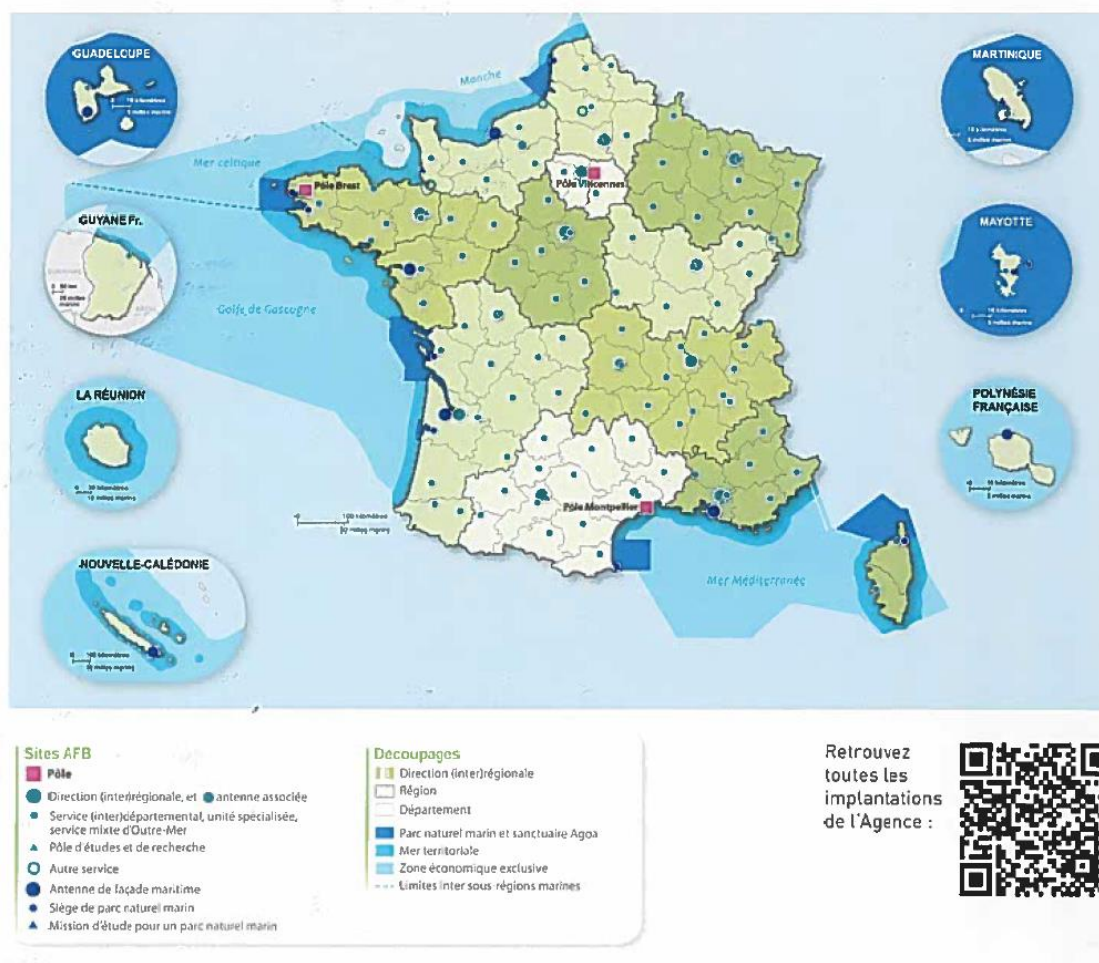 GUADELOUPE
Manche
MARTINIQUE
Mer celtique
Pôle Brest
Pôle Vincennes
GUYANE Fr.
MAYOTTE
Golfe de Gascogne
LA RÉUNION
POLYNÉSIE
FRANÇAISE
100 kilomètres
Pôle Montpellier
NOUVELLE-CALÉDONIE
Mer Méditerranée
Sites AFB
Pôle
Direction (inter)régionale, et antenne associée
Service (inter)départemental, unité spécialisée,
service mixte d'Outre-Mer
Pôle d'études et de recherche
Autre service
Antenne de façade maritime
Siège de parc naturel marin
Mission d'étude pour un parc naturel marin
Découpages
Direction (inter)régionale
Région
Département
Parc naturel marin et sanctuaire Agoa
Mer territoriale
Zone économique exclusive
Limites inter sous-régions marines
Retrouvez
toutes les
implantations
de l'Agence :